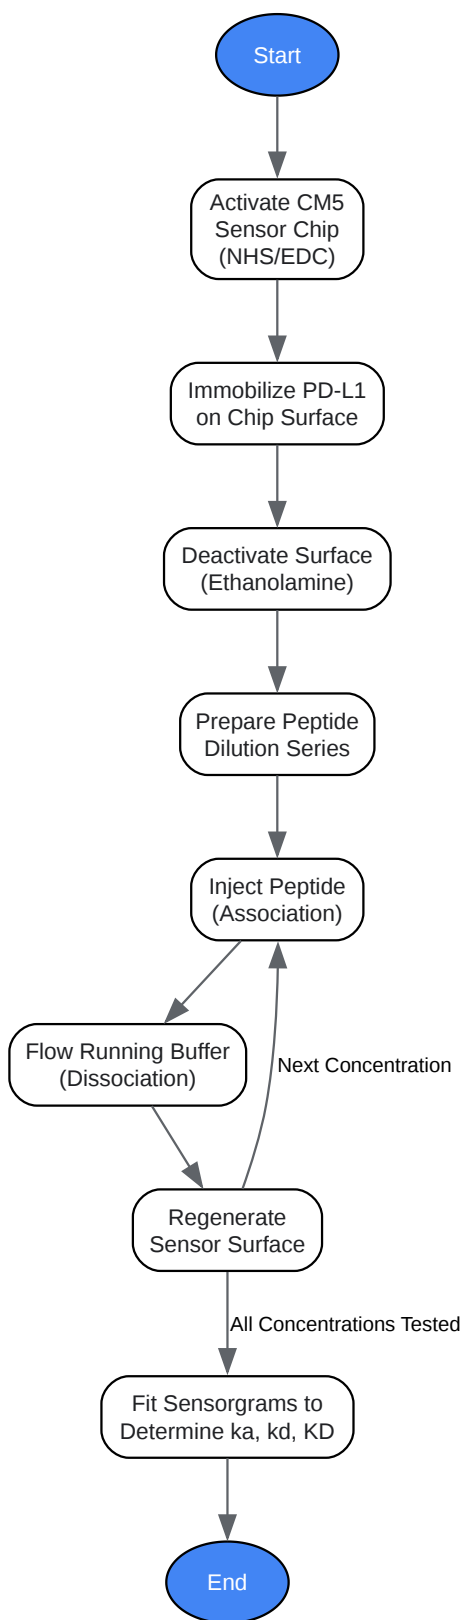 Start
Activate CM5
Sensor Chip
(NHS/EDC)
Immobilize PD-L1
on Chip Surface
Deactivate Surface
(Ethanolamine)
Prepare Peptide
Dilution Series
Inject Peptide
(Association)
Flow Running Buffer
(Dissociation)
Next Concentration
Regenerate
Sensor Surface
All Concentrations Tested
Fit Sensorgrams to
Determine ka, kd, KD
End